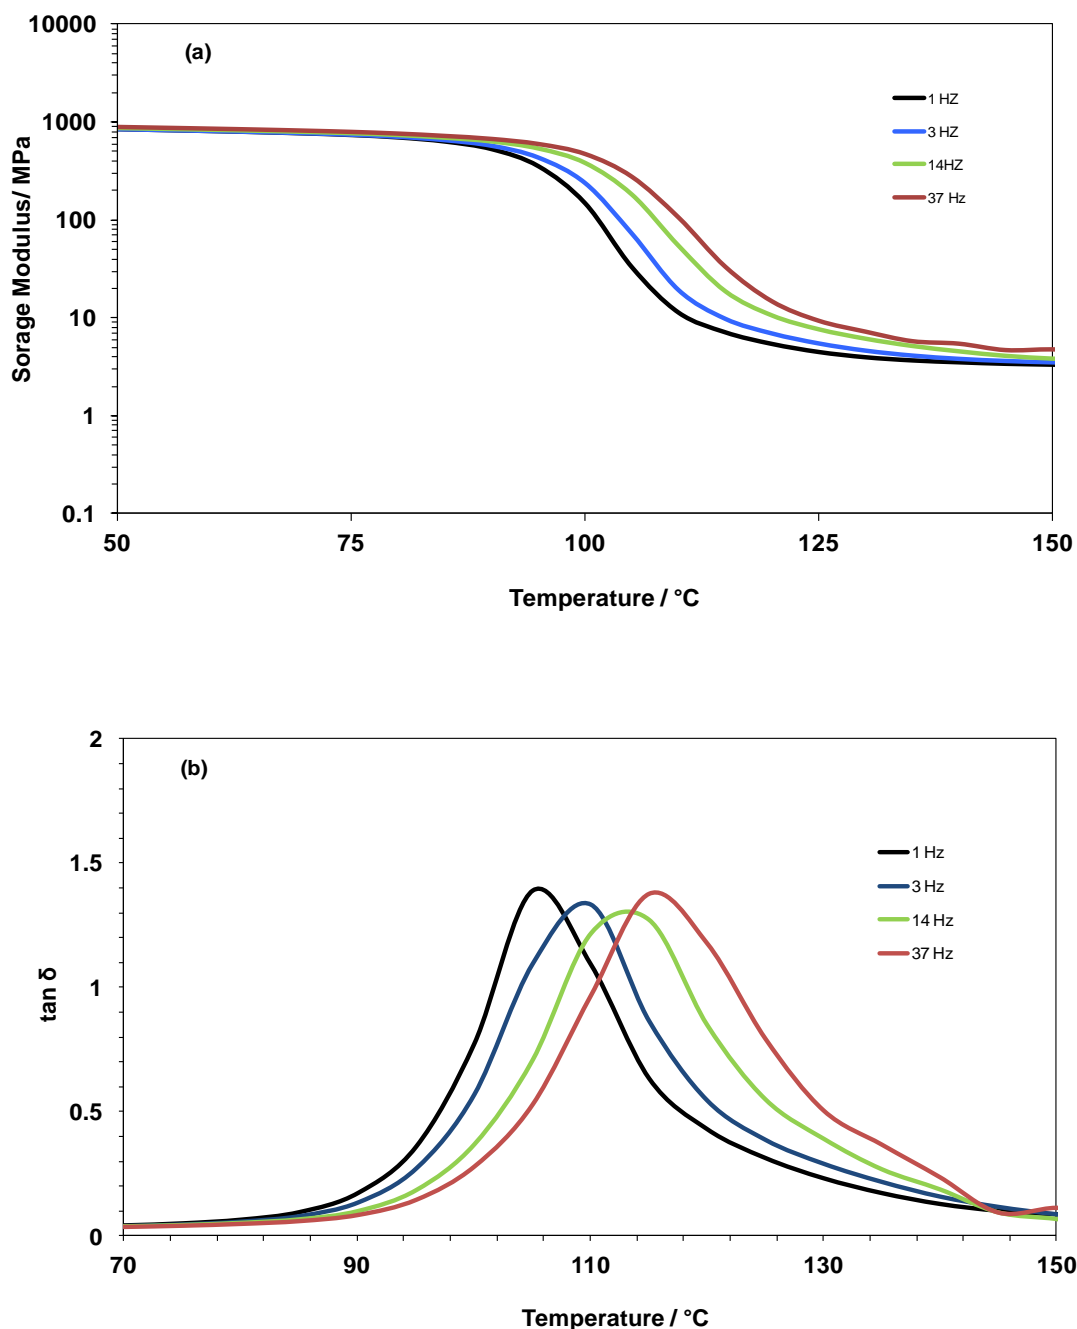 (a)
10000
1000
100
10
1
0.1
Sorage Modulus/ MPa
1 HZ
3 HZ
14HZ
37 Hz
50 75 100 125 150
Temperature / °C
(b)
2
1.5
1
0.5
0
tan δ
1 Hz
3 Hz
14 Hz
37 Hz
70 90 110 130 150
Temperature / °C